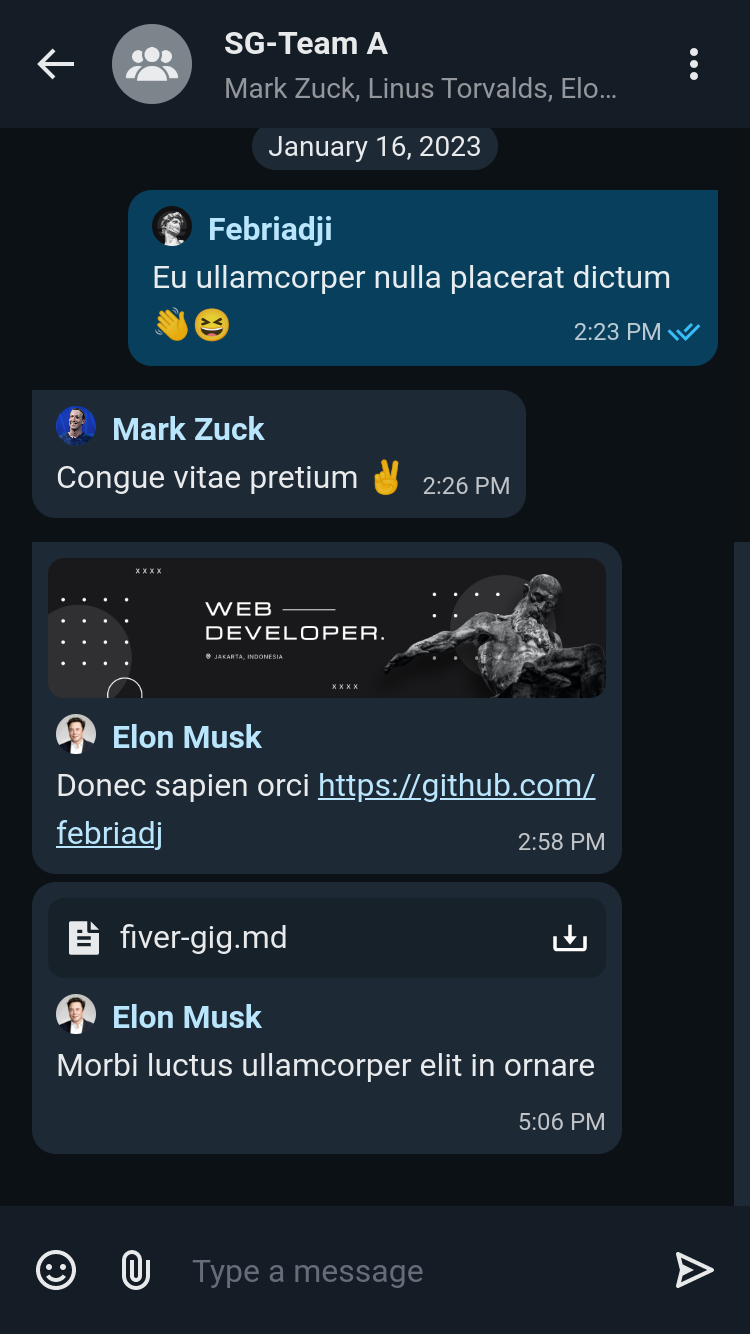 SG-Team A
Mark Zuck, Linus Torvalds, Elo...
January 16, 2023
Febriadji
Eu ullamcorper nulla placerat dictum
👋😆 2:23 PM
Mark Zuck
Congue vitae pretium ✌️ 2:26 PM
xxxx
WEB
DEVELOPER.
JAKARTA, INDONESIA
xxxx
Elon Musk
Donec sapien orci https://github.com/
febriadj 2:58 PM
fiver-gig.md
Elon Musk
Morbi luctus ullamcorper elit in ornare
5:06 PM
Type a message